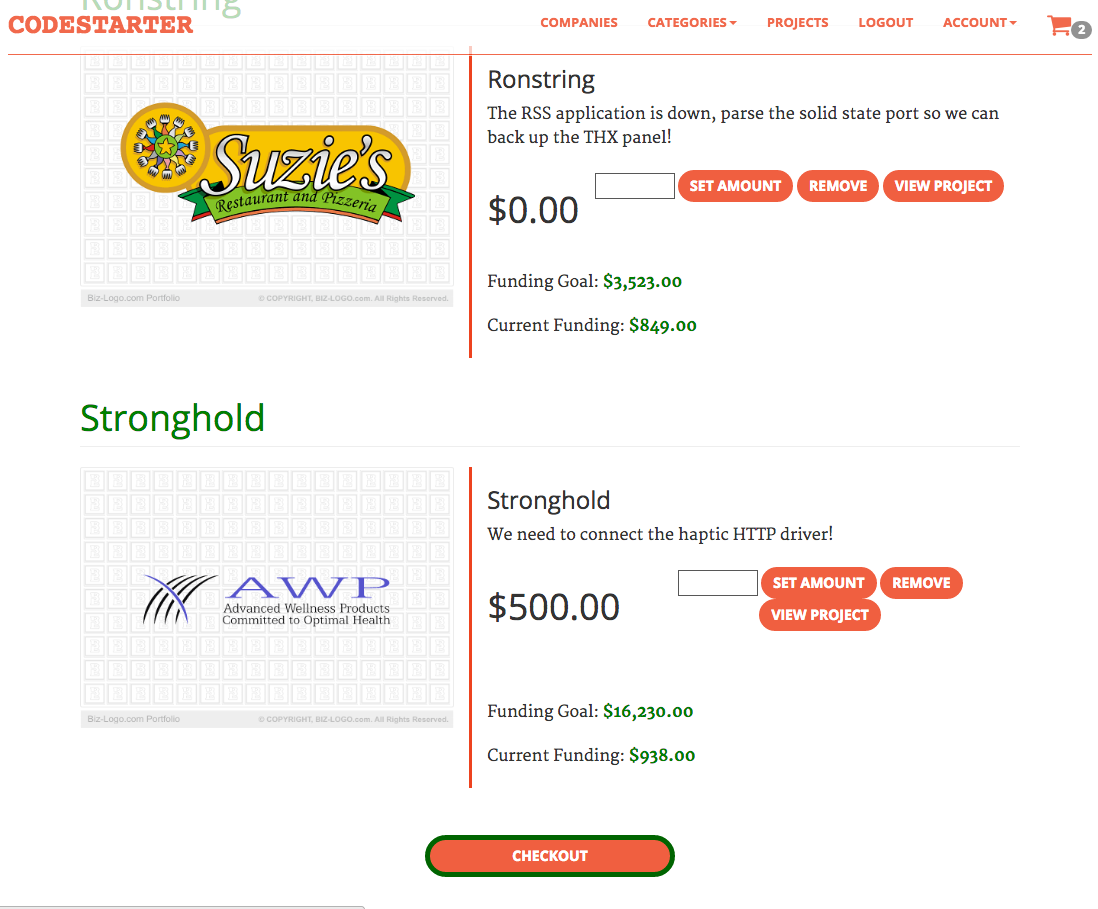 Ronstring
CODESTARTER
COMPANIES CATEGORIES PROJECTS LOGOUT ACCOUNT 2
Suzie's
Restaurant and Pizzeria
Biz-Logo.com Portfolio © COPYRIGHT, BIZ-LOGO.com. All Rights Reserved.
Ronstring
The RSS application is down, parse the solid state port so we can
back up the THX panel!
$0.00 SET AMOUNT REMOVE VIEW PROJECT
Funding Goal: $3,523.00
Current Funding: $849.00
Stronghold
AWP
Advanced Wellness Products
Committed to Optimal Health
Biz-Logo.com Portfolio © COPYRIGHT, BIZ-LOGO.com. All Rights Reserved.
Stronghold
We need to connect the haptic HTTP driver!
$500.00 SET AMOUNT REMOVE
VIEW PROJECT
Funding Goal: $16,230.00
Current Funding: $938.00
CHECKOUT